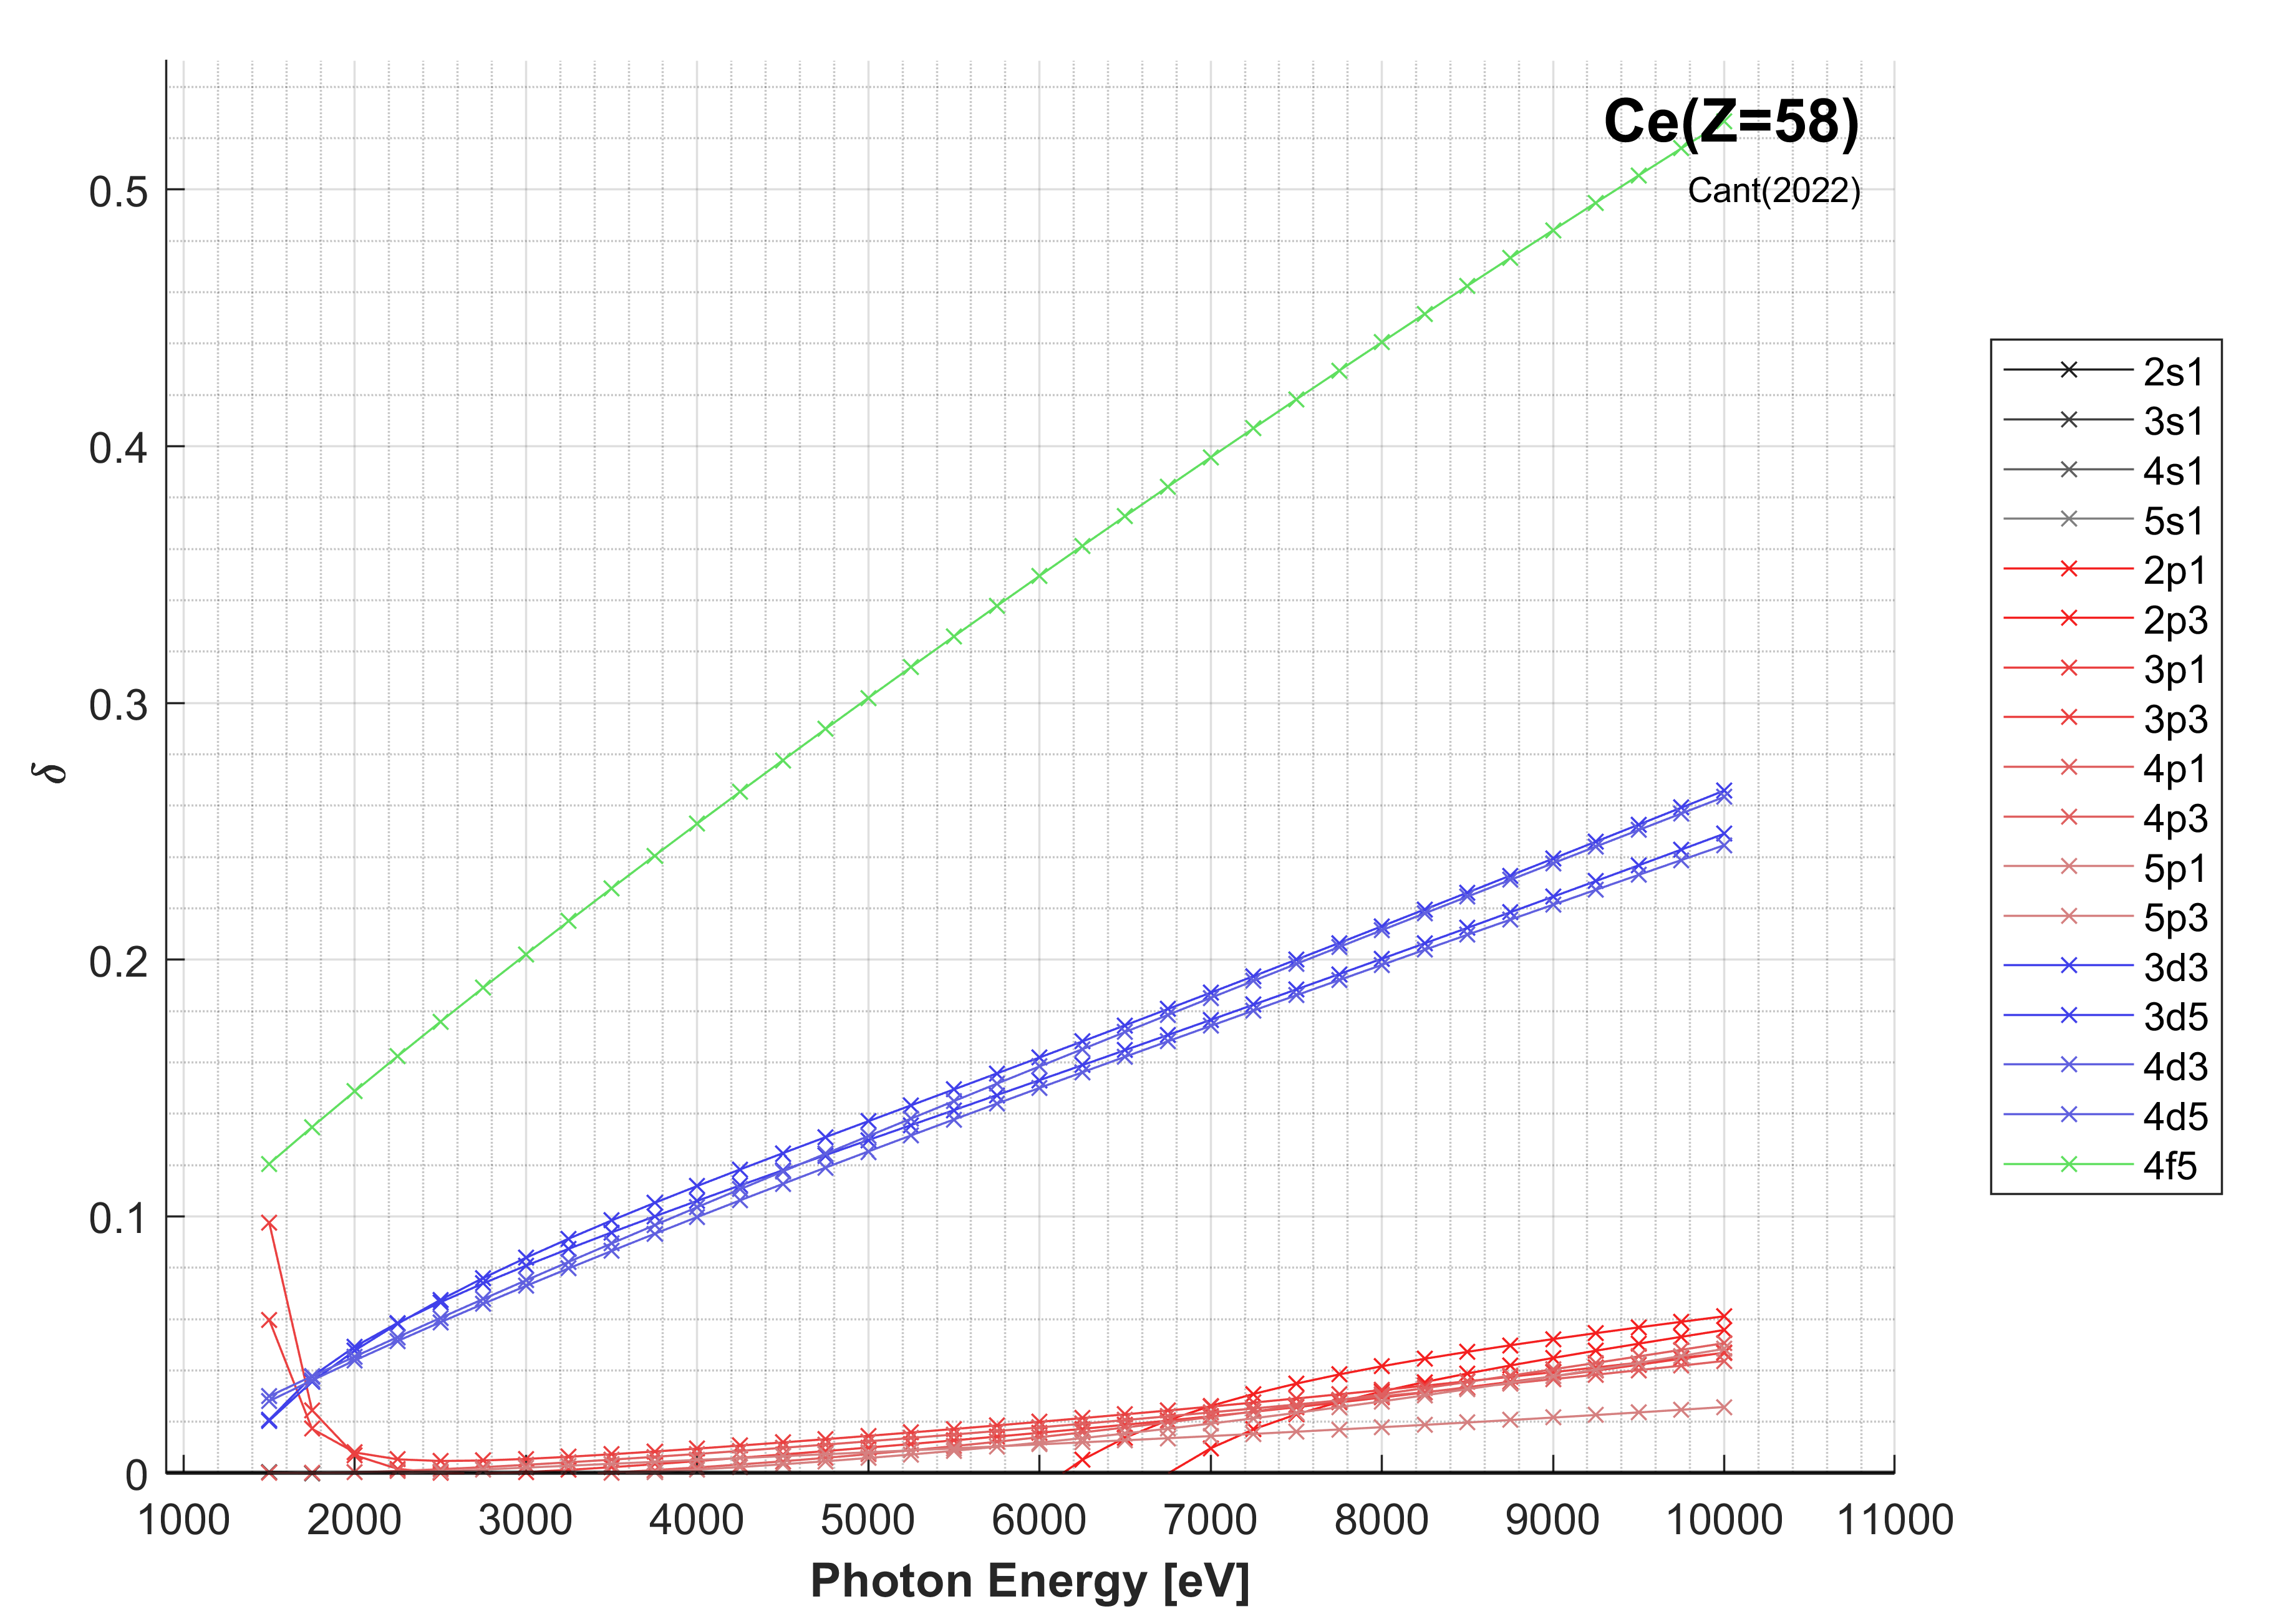 Ce(Z=58)
Cant(2022)
0.5
0.4
0.3
0.2
0.1
0
δ
1000 2000 3000 4000 5000 6000 7000 8000 9000 10000 11000
Photon Energy [eV]
2s1
3s1
4s1
5s1
2p1
2p3
3p1
3p3
4p1
4p3
5p1
5p3
3d3
3d5
4d3
4d5
4f5